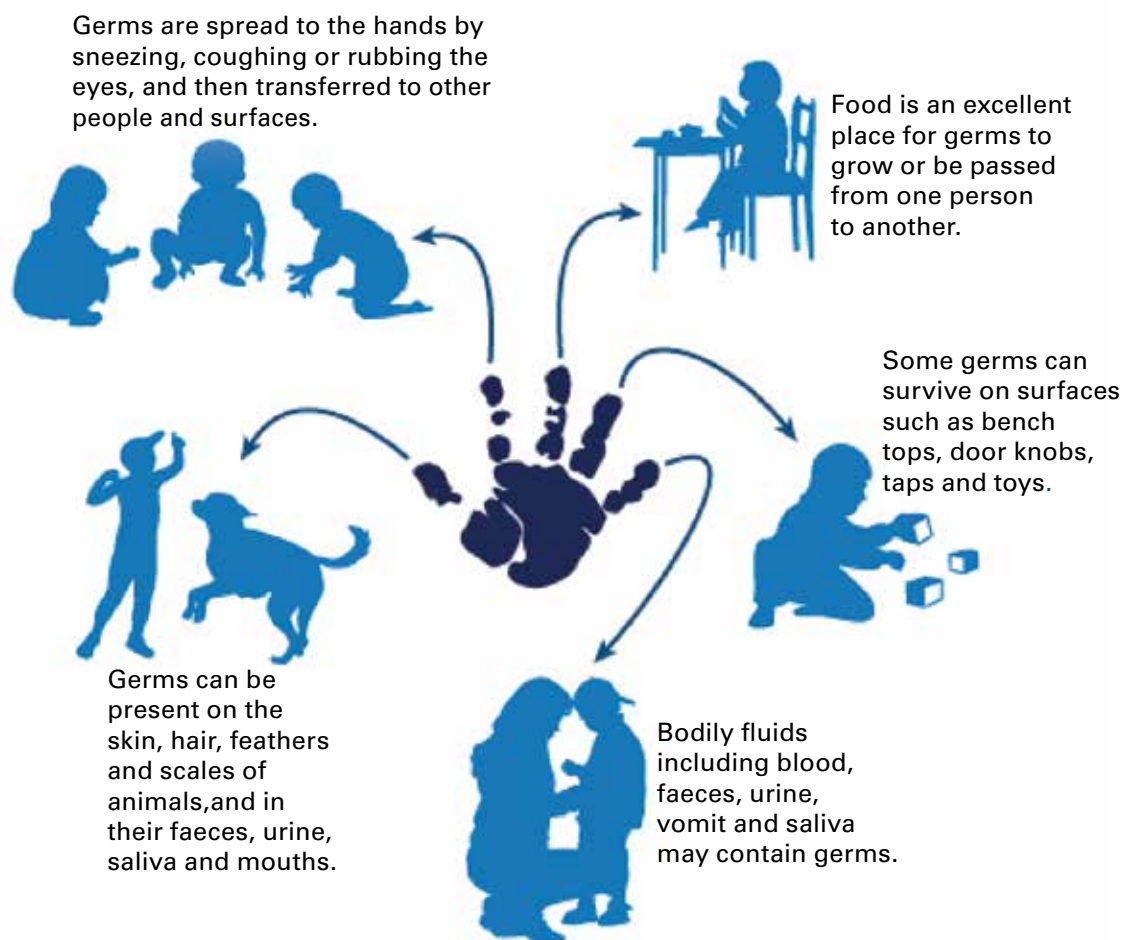 Germs are spread to the hands by
sneezing, coughing or rubbing the
eyes, and then transferred to other
people and surfaces.
Food is an excellent
place for germs to
grow or be passed
from one person
to another.
Some germs can
survive on surfaces
such as bench
tops, door knobs,
taps and toys.
Germs can be
present on the
skin, hair, feathers
and scales of
animals,and in
their faeces, urine,
saliva and mouths.
Bodily fluids
including blood,
faeces, urine,
vomit and saliva
may contain germs.